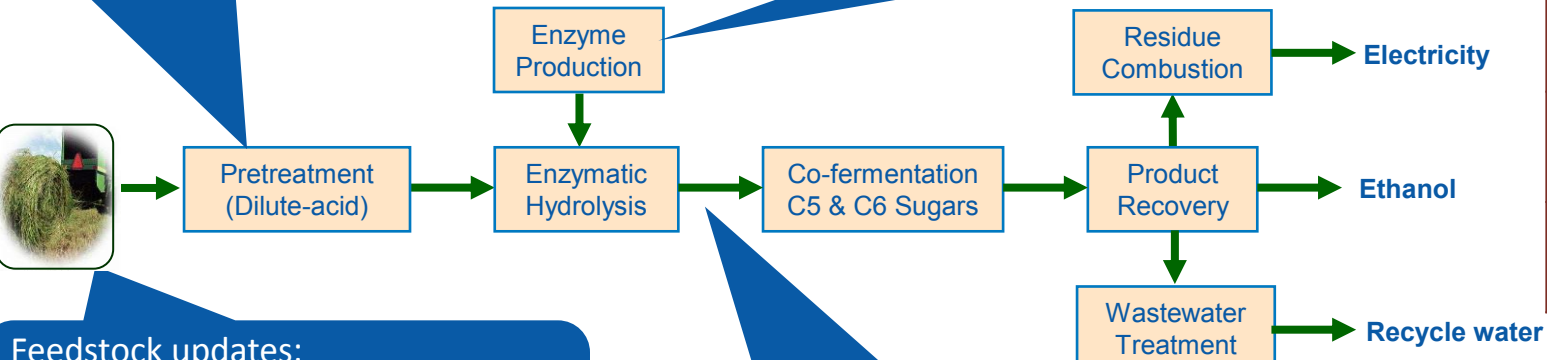 Enzyme
Production
Residue
Combustion
Electricity
Pretreatment
(Dilute-acid)
Enzymatic
Hydrolysis
Co-fermentation
C5 & C6 Sugars
Product
Recovery
Ethanol
Wastewater
Treatment
Recycle water
Feedstock updates: